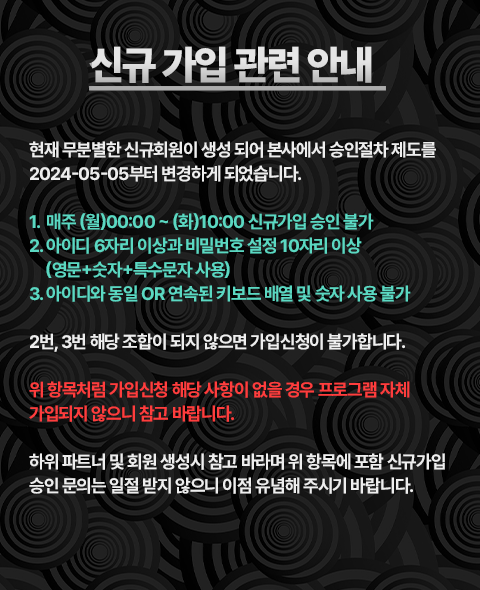 신규 가입 관련 안내
현재 무분별한 신규회원이 생성 되어 본사에서 승인절차 제도를
2024-05-05부터 변경하게 되었습니다.
1. 매주 (월)00:00 ~ (화)10:00 신규가입 승인 불가
2. 아이디 6자리 이상과 비밀번호 설정 10자리 이상
(영문+숫자+특수문자 사용)
3. 아이디와 동일 OR 연속된 키보드 배열 및 숫자 사용 불가
2번, 3번 해당 조합이 되지 않으면 가입신청이 불가합니다.
위 항목처럼 가입신청 해당 사항이 없을 경우 프로그램 자체
가입되지 않으니 참고 바랍니다.
하위 파트너 및 회원 생성시 참고 바라며 위 항목에 포함 신규가입
승인 문의는 일절 받지 않으니 이점 유념해 주시기 바랍니다.